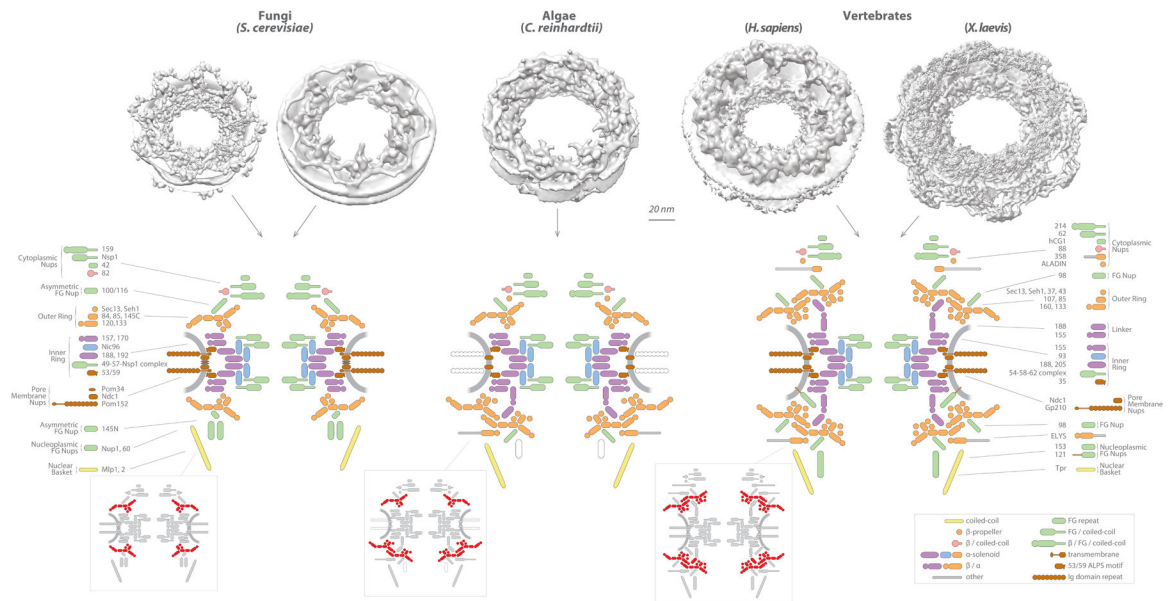 Fungi
(S. cerevisiae)
Algae
(C. reinhardtii)
Vertebrates
(H. sapiens)
(X. laevis)
20 nm
Cytoplasmic
Nups
159
Nsp1
42
82
Asymmetric
FG Nup
100/116
Outer Ring
Sec13, Seh1
84, 85, 145C
120,133
Inner
Ring
157, 170
Nic96
188, 192
49-57-Nsp1 complex
53/59
Pore
Membrane
Nups
Pom34
Ndc1
Pom152
Asymmetric
FG Nup
145N
Nucleoplasmic
FG Nups
Nup1, 60
Nuclear
Basket
Mlp1, 2
214
62
hCG1
88
358
ALADIN
Cytoplasmic
Nups
98
FG Nup
Sec13, Seh1, 37, 43
107, 85
160, 133
Outer Ring
188
155
Linker
155
93
188, 205
54-58-62 complex
35
Inner
Ring
Ndc1
Gp210
Pore
Membrane
Nups
98
FG Nup
ELYS
153
121
Nucleoplasmic
FG Nups
Tpr
Nuclear
Basket
coiled-coil
β-propeller
β / coiled-coil
α-solenoid
β / α
other
FG repeat
FG / coiled-coil
β / FG / coiled-coil
transmembrane
53/59 ALPS motif
Ig domain repeat